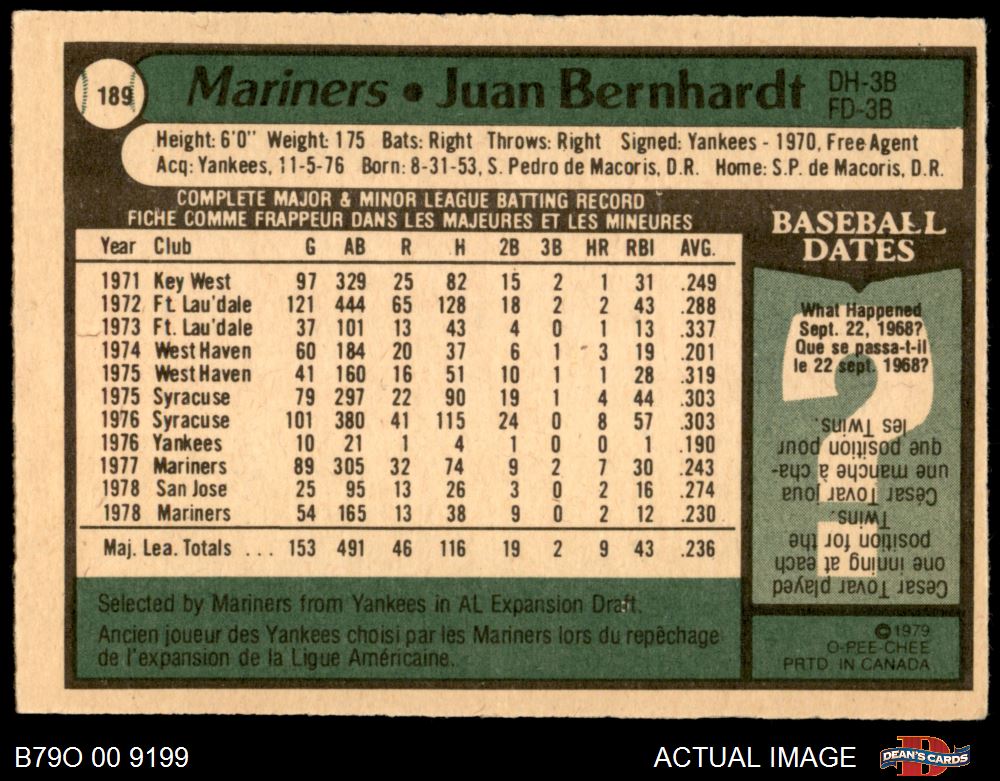 189
Mariners • Juan Bernhardt
DH-3B
FD-3B
Height: 6'0" Weight: 175 Bats: Right Throws: Right Signed: Yankees - 1970, Free Agent
Acq: Yankees, 11-5-76 Born: 8-31-53, S. Pedro de Macoris, D.R. Home: S.P. de Macoris, D.R.
COMPLETE MAJOR & MINOR LEAGUE BATTING RECORD
FICHE COMME FRAPPEUR DANS LES MAJEURES ET LES MINEURES
Year Club G AB R H 2B 3B HR RBI AVG.
1971 Key West 97 329 25 82 15 2 1 31 .249
1972 Ft. Lau'dale 121 444 65 128 18 2 2 43 .288
1973 Ft. Lau'dale 37 101 13 43 4 0 1 13 .337
1974 West Haven 60 184 20 37 6 1 3 19 .201
1975 West Haven 41 160 16 51 10 1 1 28 .319
1975 Syracuse 79 297 22 90 19 1 4 44 .303
1976 Syracuse 101 380 41 115 24 0 8 57 .303
1976 Yankees 10 21 1 4 1 0 0 1 .190
1977 Mariners 89 305 32 74 9 2 7 30 .243
1978 San Jose 25 95 13 26 3 0 2 16 .274
1978 Mariners 54 165 13 38 9 0 2 12 .230
Maj. Lea. Totals ... 153 491 46 116 19 2 9 43 .236
Selected by Mariners from Yankees in AL Expansion Draft.
Ancien joueur des Yankees choisi par les Mariners lors du repêchage
de l'expansion de la Ligue Américaine.
BASEBALL
DATES
What Happened
Sept. 22, 1968?
Que se passa-t-il
le 22 sept. 1968?
Cesar Tovar played
one inning at each
position for the
Twins.
César Tovar joua
une manche à cha-
que position pour
les Twins.
© 1979
O-PEE-CHEE
PRTD. IN CANADA
B79O 00 9199
ACTUAL IMAGE
DEAN'S CARDS